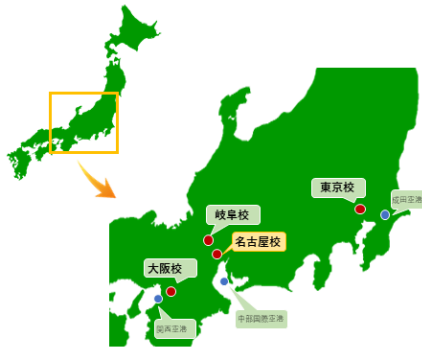 東京校
成田空港
岐阜校
名古屋校
大阪校
関西空港
中部国際空港